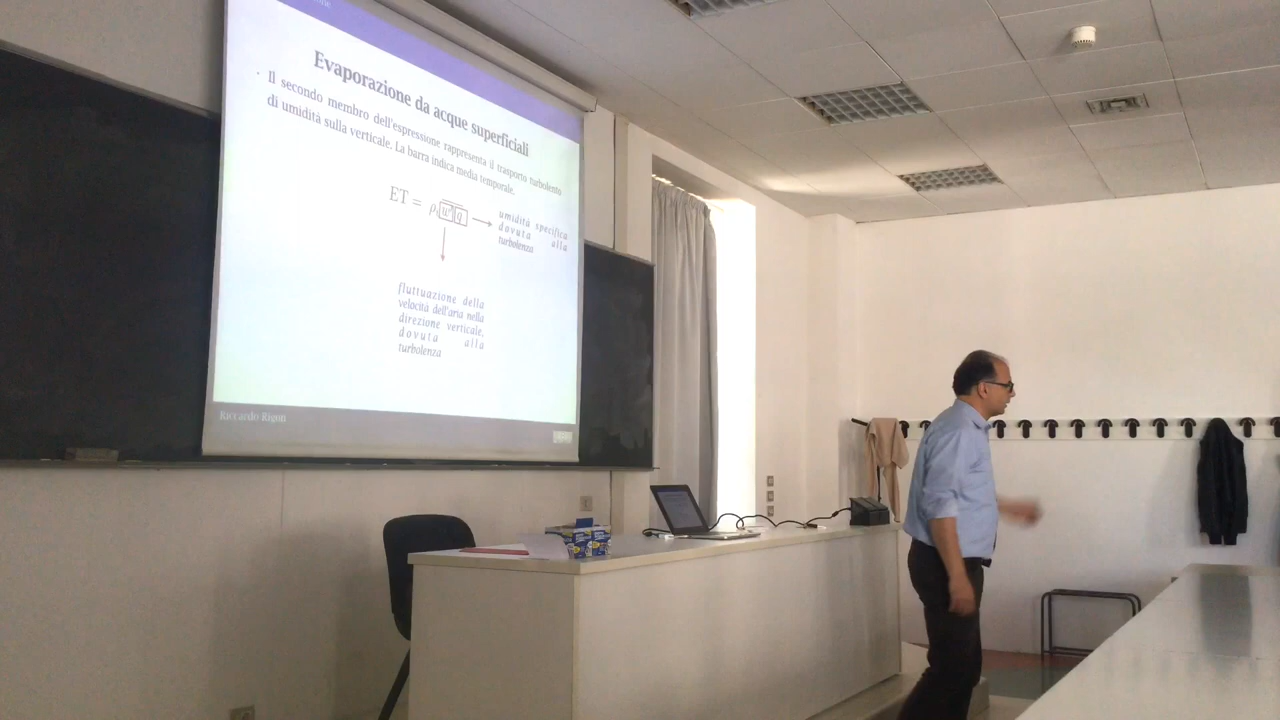 Evaporazione da acque superficiali
· Il secondo membro dell'espressione rappresenta il trasporto turbolento
di umidità sulla verticale. La barra indica media temporale.
ET = ρ w' q
umidità specifica
dovuta alla
turbolenza
fluttuazione della
velocità dell'aria nella
direzione verticale,
dovuta alla
turbolenza
Riccardo Rigon